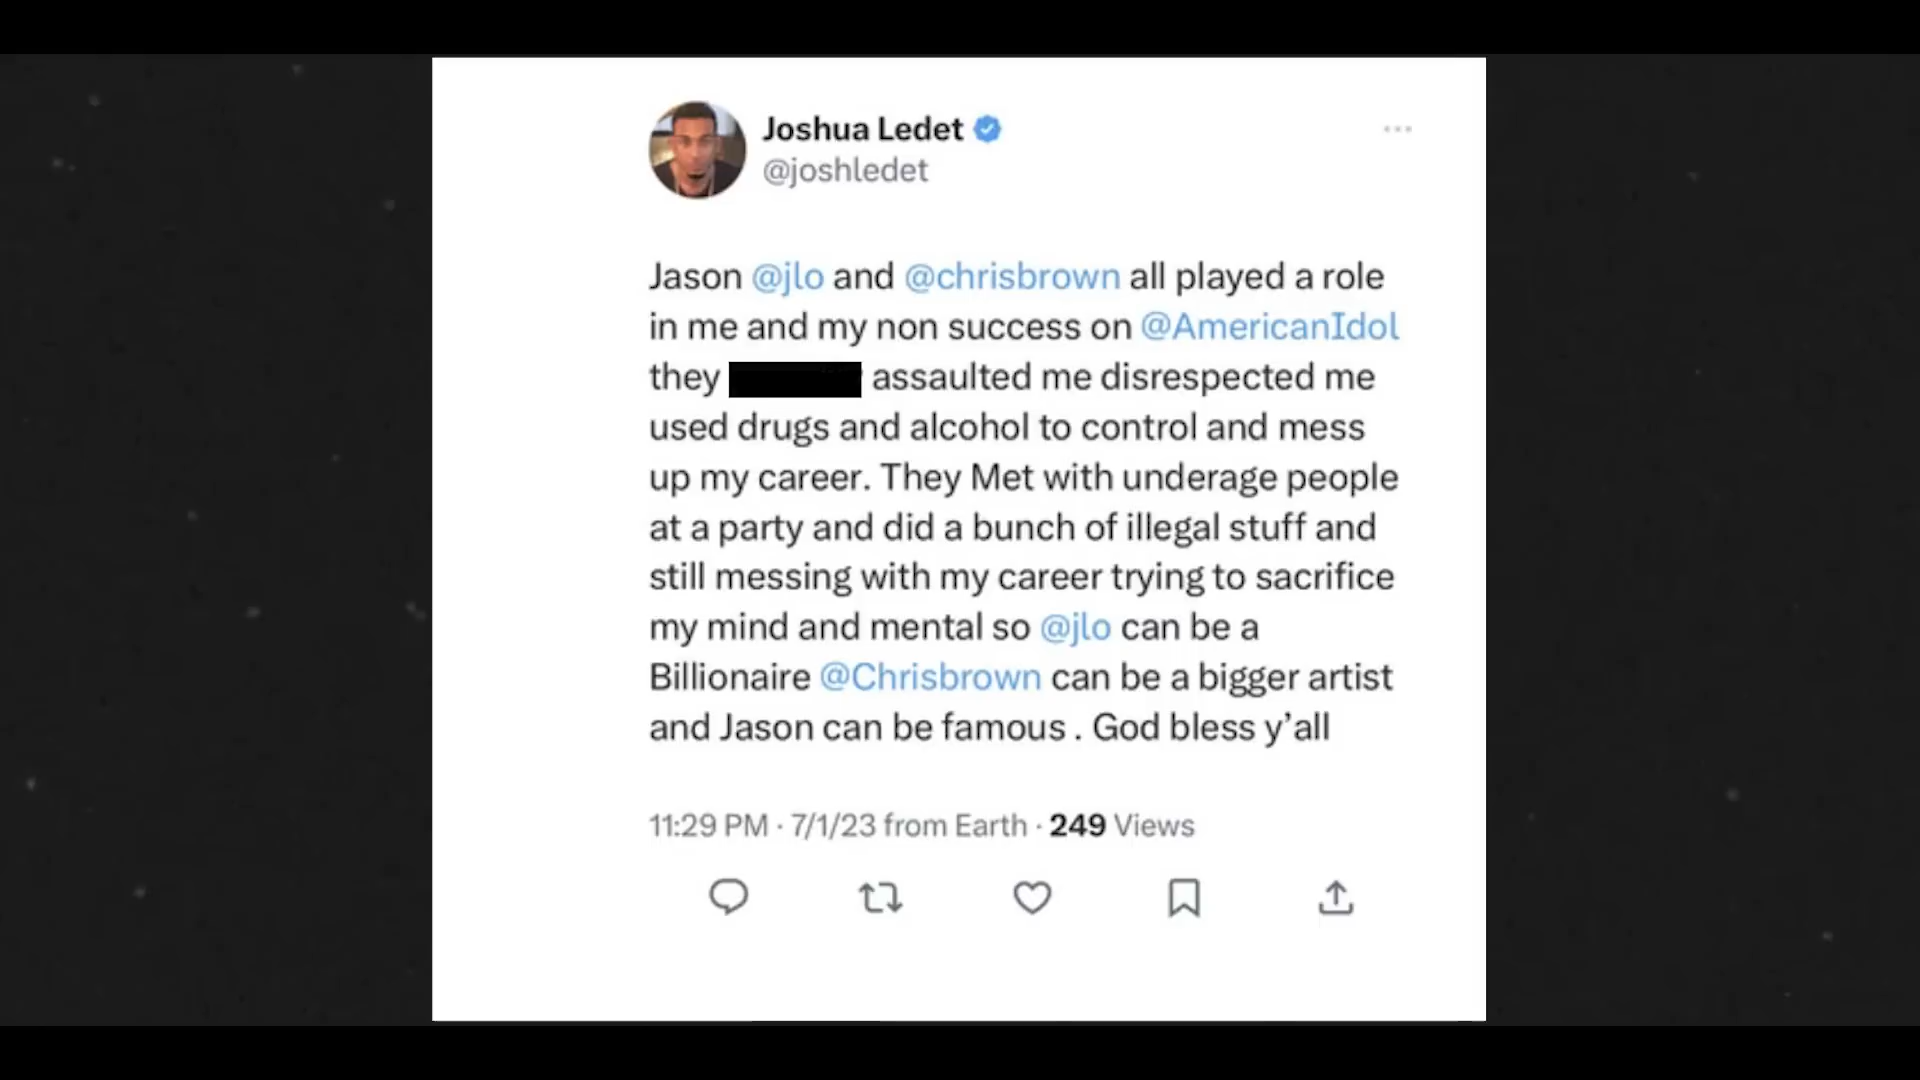 Joshua Ledet
@joshledet
Jason @jlo and @chrisbrown all played a role
in me and my non success on @AmericanIdol
they assaulted me disrespected me
used drugs and alcohol to control and mess
up my career. They Met with underage people
at a party and did a bunch of illegal stuff and
still messing with my career trying to sacrifice
my mind and mental so @jlo can be a
Billionaire @Chrisbrown can be a bigger artist
and Jason can be famous . God bless y’all
11:29 PM · 7/1/23 from Earth · 249 Views